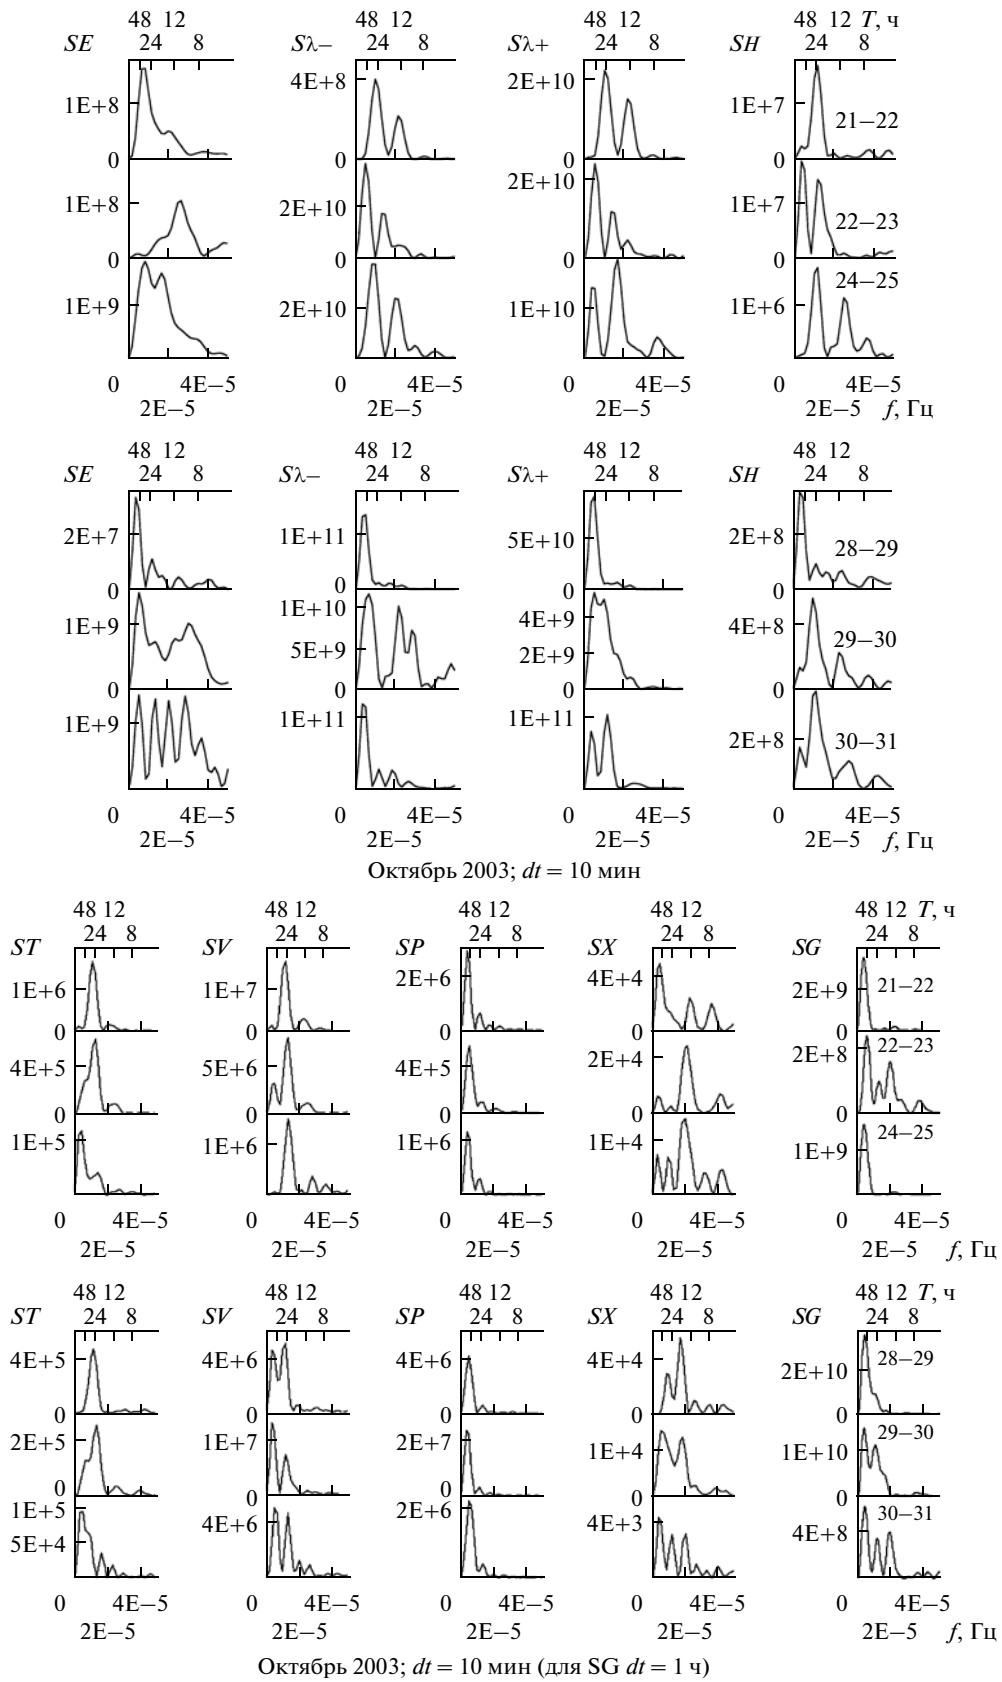 48 12 48 12 48 12 48 12 T, ч
SE 24 8 Sλ− 24 8 Sλ+ 24 8 SH 24 8
1E+8 4E+8 2E+10 1E+7 21−22
0 0 0 0
1E+8 2E+10 2E+10 1E+7 22−23
0 0 0 0
1E+9 2E+10 1E+10 1E+6 24−25
0 4E−5 0 4E−5 0 4E−5 0 4E−5
2E−5 2E−5 2E−5 2E−5 f, Гц
48 12 48 12 48 12 48 12
SE 24 8 Sλ− 24 8 Sλ+ 24 8 SH 24 8
2E+7 1E+11 5E+10 2E+8 28−29
0 0 0 0
1E+9 1E+10 4E+9 4E+8 29−30
5E+9 2E+9
0 0 0 0
1E+9 1E+11 1E+11 2E+8 30−31
0 4E−5 0 4E−5 0 4E−5 0 4E−5
2E−5 2E−5 2E−5 2E−5 f, Гц
Октябрь 2003; dt = 10 мин
48 12 48 12 48 12 48 12 48 12 T, ч
ST 24 8 SV 24 8 SP 24 8 SX 24 8 SG 24 8
1E+6 1E+7 2E+6 4E+4 2E+9 21−22
0 0 0 0 0
4E+5 5E+6 4E+5 2E+4 2E+8 22−23
0 0 0 0 0
1E+5 1E+6 1E+6 1E+4 1E+9 24−25
0 4E−5 0 4E−5 0 4E−5 0 4E−5 0 4E−5
2E−5 2E−5 2E−5 2E−5 2E−5 f, Гц
48 12 48 12 48 12 48 12 48 12 T, ч
ST 24 8 SV 24 8 SP 24 8 SX 24 8 SG 24 8
4E+5 4E+6 4E+6 4E+4 2E+10 28−29
0 0 0 0 0
2E+5 1E+7 2E+7 1E+4 1E+10 29−30
0 0 0 0 0
1E+5 4E+6 2E+6 4E+3 4E+8 30−31
5E+4
0 4E−5 0 4E−5 0 4E−5 0 4E−5 0 4E−5
2E−5 2E−5 2E−5 2E−5 2E−5 f, Гц
Октябрь 2003; dt = 10 мин (для SG dt = 1 ч)